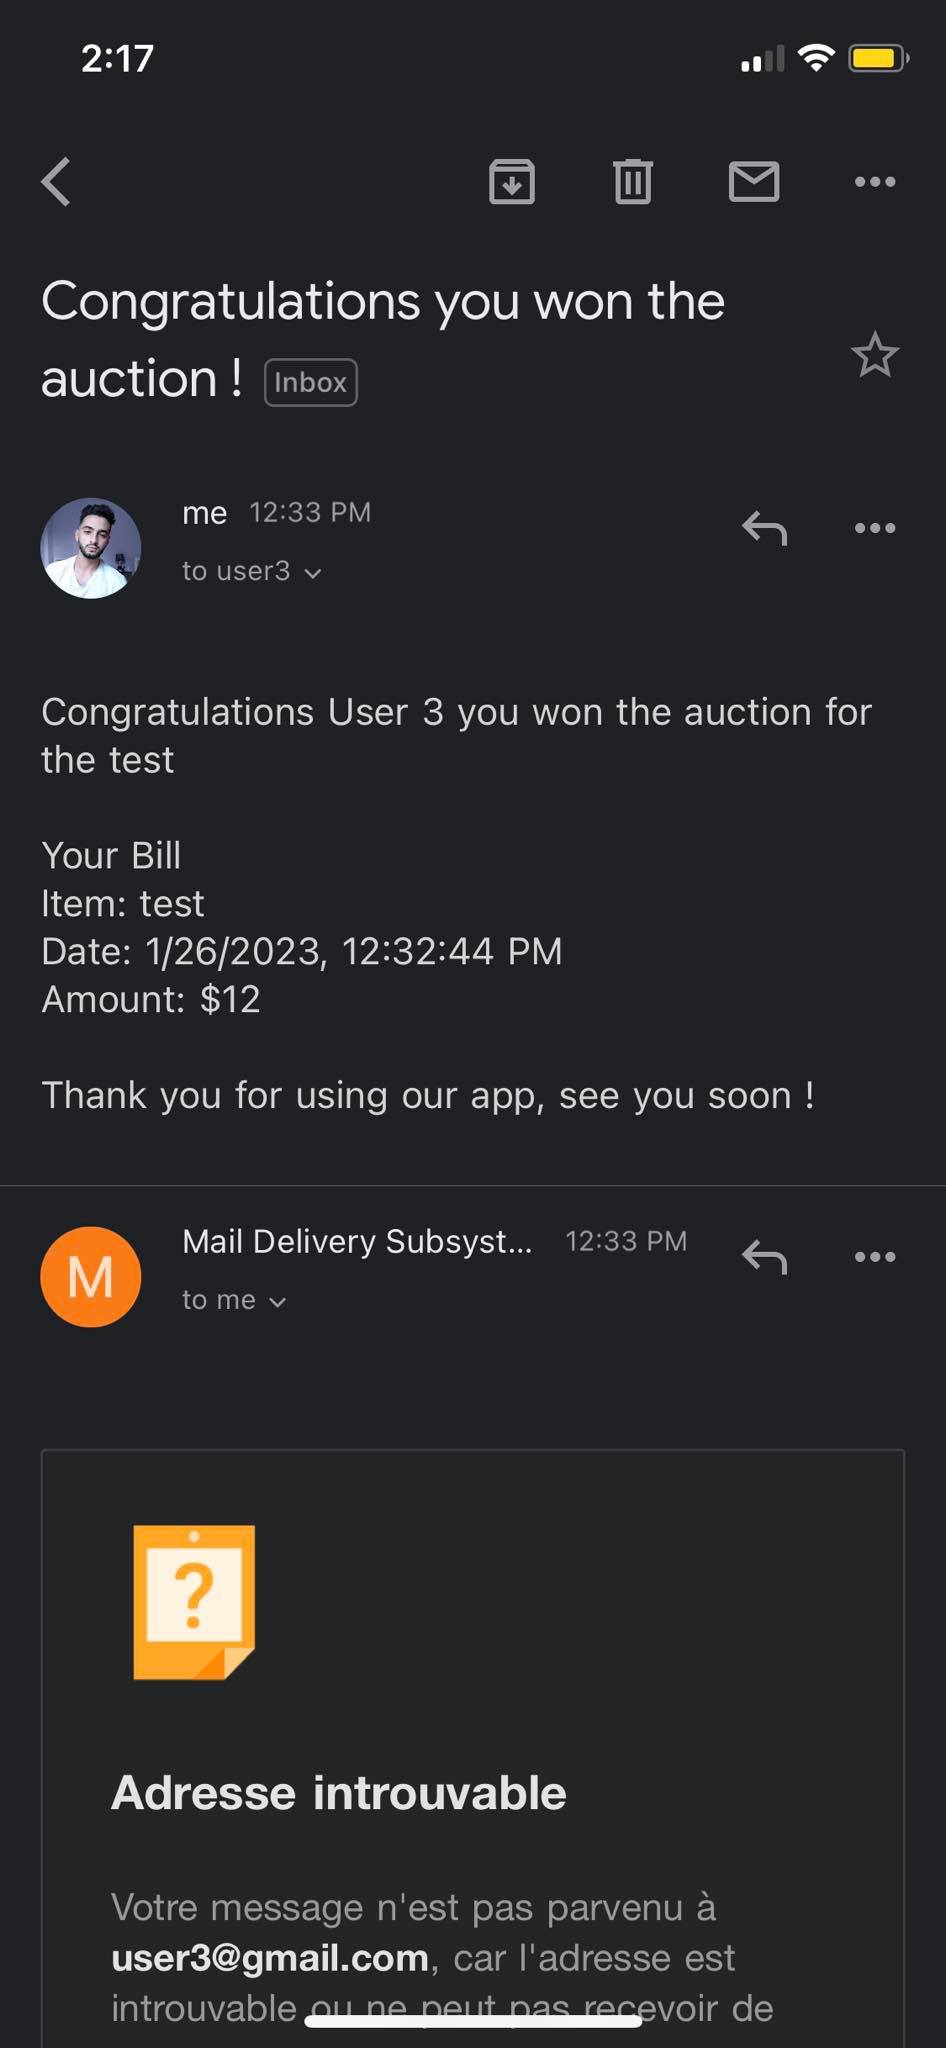 2:17
Congratulations you won the
auction ! Inbox
me 12:33 PM
to user3
Congratulations User 3 you won the auction for
the test
Your Bill
Item: test
Date: 1/26/2023, 12:32:44 PM
Amount: $12
Thank you for using our app, see you soon !
M
Mail Delivery Subsyst... 12:33 PM
to me
?
Adresse introuvable
Votre message n'est pas parvenu à
user3@gmail.com, car l'adresse est
introuvable ou ne peut pas recevoir de